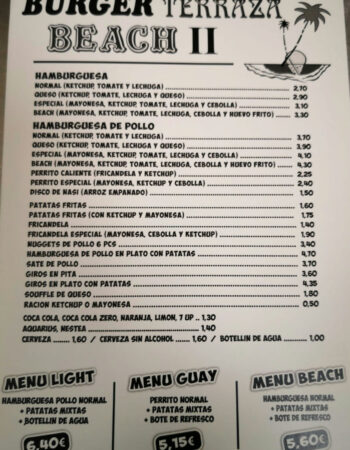 BURGER TERRAZA
BEACH II
HAMBURGUESA
NORMAL (KETCHUP, TOMATE Y LECHUGA) 2,70
QUESO (KETCHUP, TOMATE, LECHUGA Y QUESO) 2,90
ESPECIAL (MAYONESA, KETCHUP, TOMATE, LECHUGA Y CEBOLLA) 3,10
BEACH (MAYONESA, KETCHUP, TOMATE, LECHUGA, CEBOLLA Y HUEVO FRITO) 3,30
HAMBURGUESA DE POLLO
NORMAL (KETCHUP, TOMATE Y LECHUGA) 3,70
QUESO (KETCHUP, TOMATE, LECHUGA Y QUESO) 3,90
ESPECIAL (MAYONESA, KETCHUP, TOMATE, LECHUGA Y CEBOLLA) 4,10
BEACH (MAYONESA, KETCHUP, TOMATE, LECHUGA, CEBOLLA Y HUEVO FRITO) 4,30
PERRITO CALIENTE (FRICANDELA Y KETCHUP) 2,25
PERRITO ESPECIAL (MAYONESA, KETCHUP Y CEBOLLA) 2,40
DISCO DE NASI (ARROZ EMPANADO) 1,50
PATATAS FRITAS 1,60
PATATAS FRITAS (CON KETCHUP Y MAYONESA) 1,75
FRICANDELA 1,40
FRICANDELA ESPECIAL (MAYONESA, CEBOLLA Y KETCHUP) 1,90
NUGGETS DE POLLO 6 PCS 3,40
HAMBURGUESA DE POLLO EN PLATO CON PATATAS 4,70
SATE DE POLLO 3,70
GIROS EN PITA 3,60
GIROS EN PLATO CON PATATAS 4,35
SOUFFLE DE QUESO 1,80
RACION KETCHUP O MAYONESA 0,50
COCA COLA, COCA COLA ZERO, NARANJA, LIMON, 7 UP .. 1,30
AQUARIUS, NESTEA 1,40
CERVEZA ........ 1,60 / CERVEZA SIN ALCOHOL ...... 1,60 / BOTELLIN DE AGUA ...... 1,00
MENU LIGHT
HAMBURGUESA POLLO NORMAL
+ PATATAS MIXTAS
+ BOTELLIN DE AGUA
6,40€
MENU GUAY
PERRITO NORMAL
+ PATATAS MIXTAS
+ BOTE DE REFRESCO
5,15€
MENU BEACH
HAMBURGUESA NORMAL
+ PATATAS MIXTAS
+ BOTE DE REFRESCO
5,60€